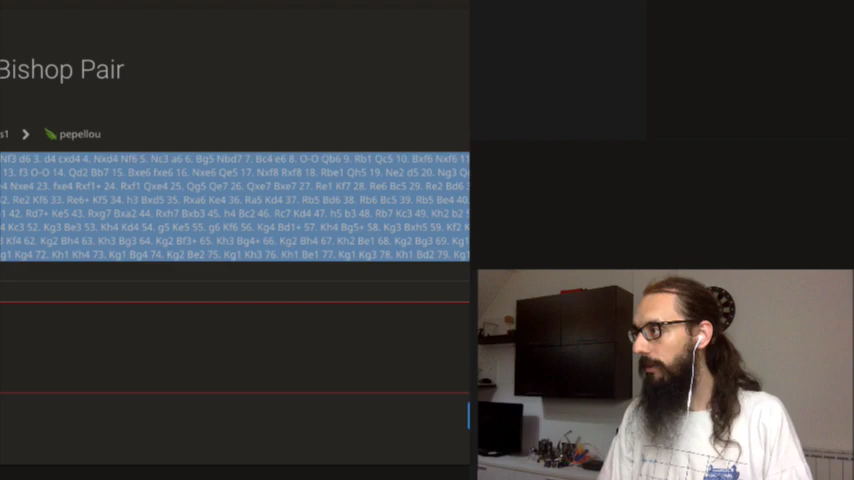 Bishop Pair
s1 pepellou
Nf3 d6 3. d4 cxd4 4. Nxd4 Nf6 5. Nc3 a6 6. Bg5 Nbd7 7. Bc4 e6 8. O-O Qb6 9. Rb1 Qc5 10. Bxf6 Nxf6 11
13. f3 O-O 14. Qd2 Bb7 15. Bxe6 fxe6 16. Nxe6 Qe5 17. Nxf8 Rxf8 18. Rbe1 Qh5 19. Ne2 d5 20. Ng3 Q
4 Nxe4 23. fxe4 Rxf1+ 24. Rxf1 Qxe4 25. Qg5 Qe7 26. Qxe7 Bxe7 27. Re1 Kf7 28. Re6 Bc5 29. Re2 Bd6
2. Re2 Kf6 33. Re6+ Kf5 34. h3 Bxd5 35. Rxa6 Ke4 36. Ra5 Kd4 37. Rb5 Bd6 38. Rb6 Bc5 39. Rb5 Be4 40.
1 42. Rd7+ Ke5 43. Rxg7 Bxa2 44. Rxh7 Bxb3 45. h4 Bc2 46. Rc7 Kd4 47. h5 b3 48. Rb7 Kc3 49. Kh2 b2
4 Kc3 52. Kg3 Be3 53. Kh4 Kd4 54. g5 Ke5 55. g6 Kf6 56. Kg4 Bd1+ 57. Kh4 Bg5+ 58. Kg3 Bxh5 59. Kf2 K
Kf4 62. Kg2 Bh4 63. Kh3 Bg3 64. Kg2 Bf3+ 65. Kh3 Bg4+ 66. Kg2 Bh4 67. Kh2 Be1 68. Kg2 Bg3 69. Kg1
g1 Kg4 72. Kh1 Kh4 73. Kg1 Bg4 74. Kg2 Be2 75. Kg1 Kh3 76. Kh1 Be1 77. Kg1 Kg3 78. Kh1 Bd2 79. Kg1